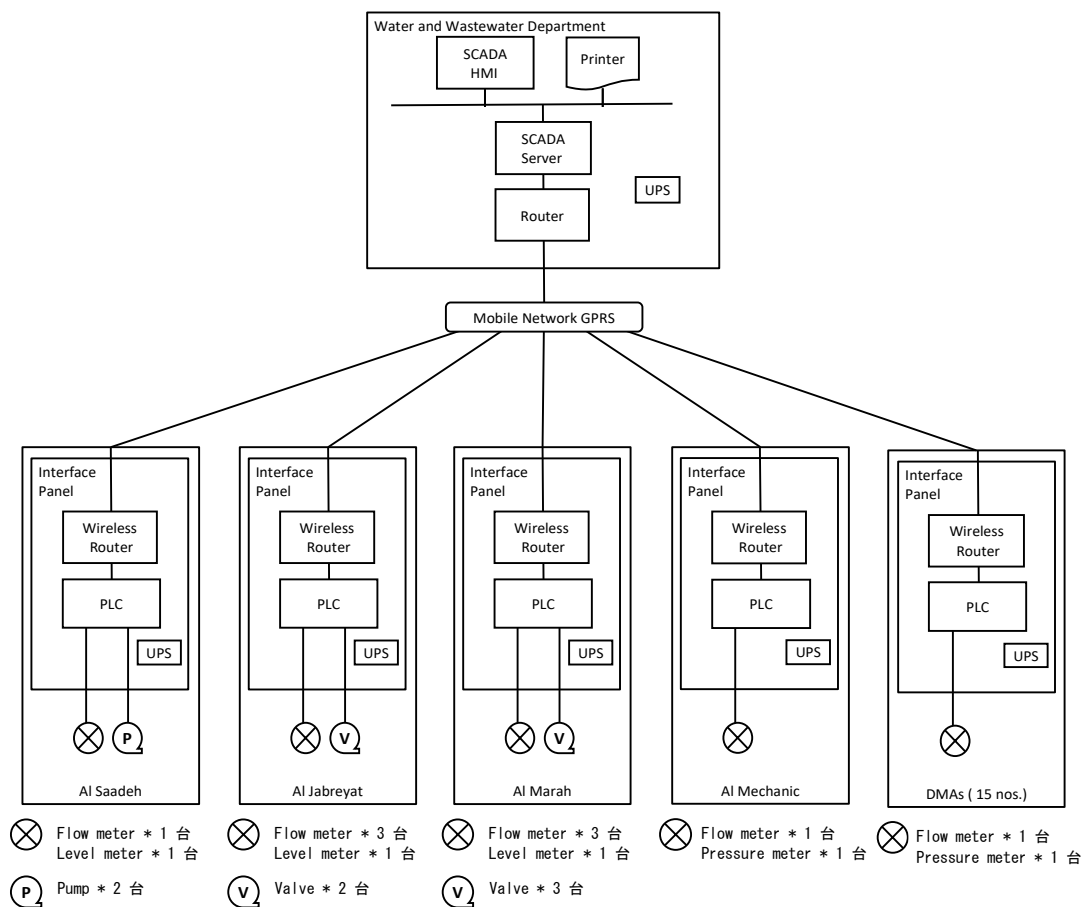 Water and Wastewater Department
SCADA
HMI
Printer
SCADA
Server
UPS
Router
Mobile Network GPRS
Interface
Panel
Wireless
Router
PLC
UPS
P
Al Saadeh
Interface
Panel
Wireless
Router
PLC
UPS
V
Al Jabreyat
Interface
Panel
Wireless
Router
PLC
UPS
V
Al Marah
Interface
Panel
Wireless
Router
PLC
UPS
Al Mechanic
Interface
Panel
Wireless
Router
PLC
UPS
DMAs ( 15 nos.)
Flow meter * 1 台
Level meter * 1 台
P Pump * 2 台
Flow meter * 3 台
Level meter * 1 台
V Valve * 2 台
Flow meter * 3 台
Level meter * 1 台
V Valve * 3 台
Flow meter * 1 台
Pressure meter * 1 台
Flow meter * 1 台
Pressure meter * 1 台